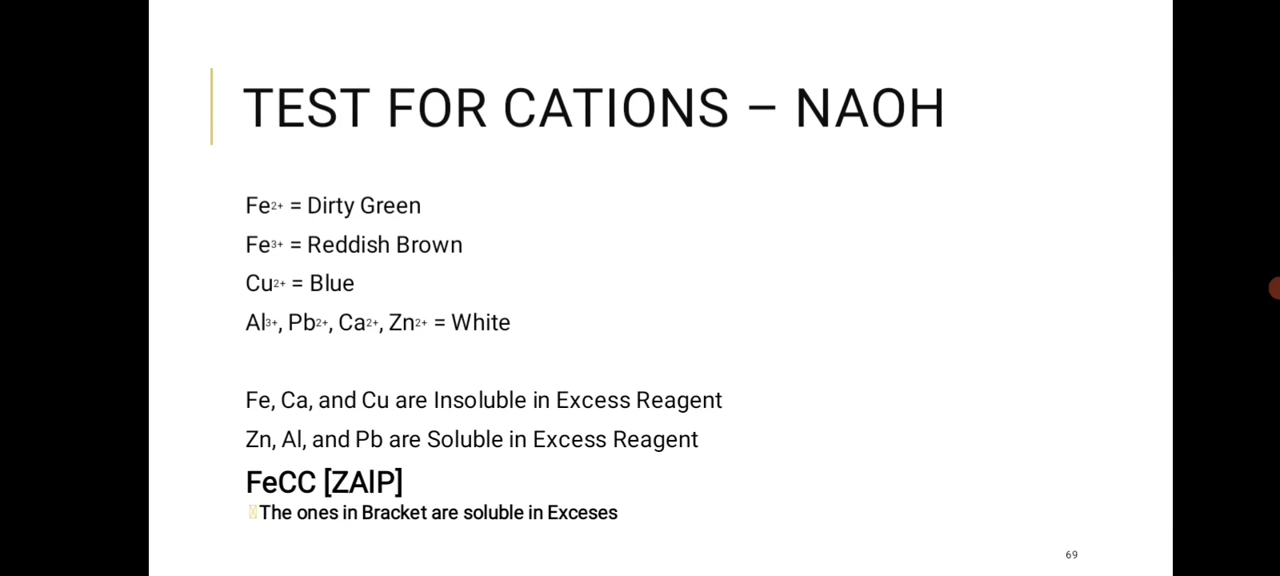 TEST FOR CATIONS – NAOH
Fe2+ = Dirty Green
Fe3+ = Reddish Brown
Cu2+ = Blue
Al3+, Pb2+, Ca2+, Zn2+ = White
Fe, Ca, and Cu are Insoluble in Excess Reagent
Zn, Al, and Pb are Soluble in Excess Reagent
FeCC [ZAlP]
The ones in Bracket are soluble in Exceses
69